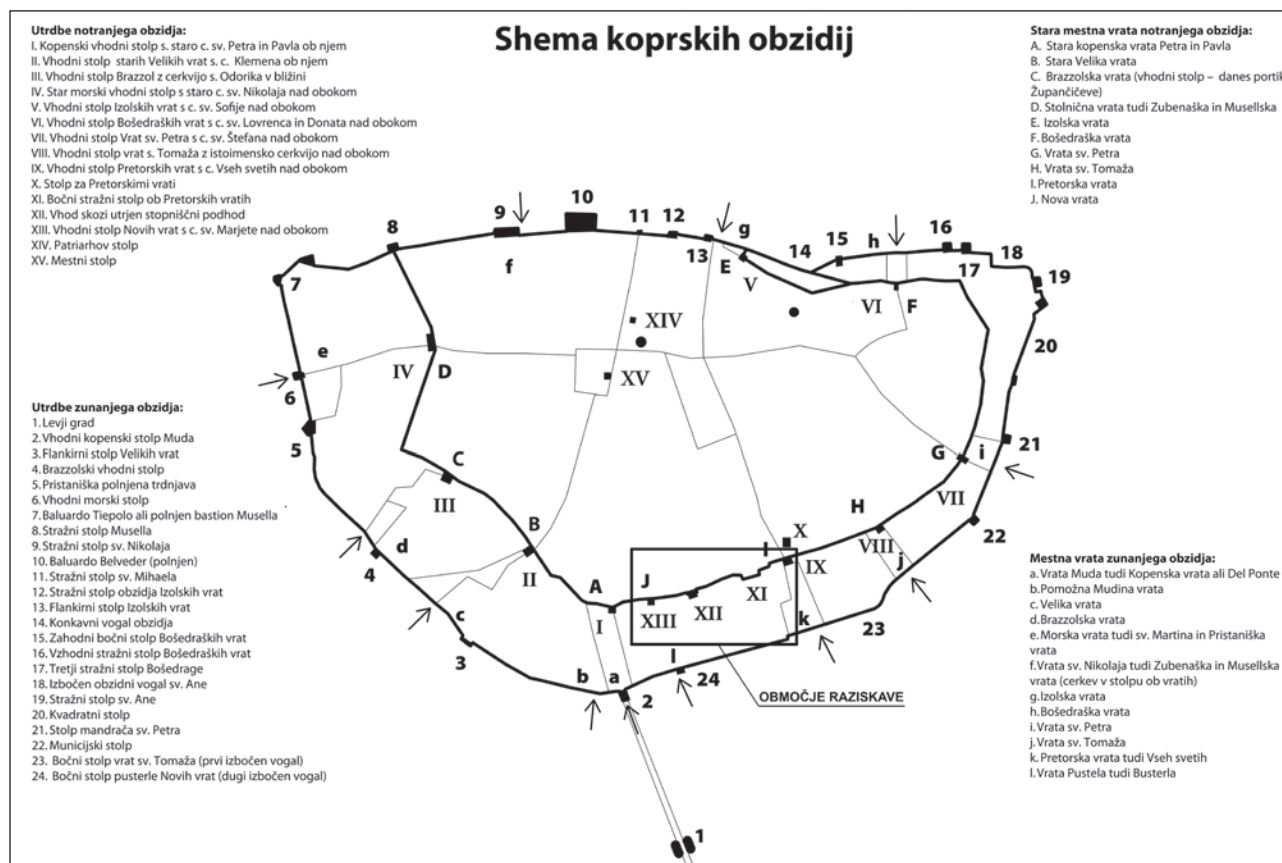 Shema koprskih obzidij
Utrdbe notranjega obzidja:
I. Kopenski vhodni stolp s. staro c. sv. Petra in Pavla ob njem
II. Vhodni stolp starih Velikih vrat s. c. Klemena ob njem
III. Vhodni stolp Brazzol z cerkvijo s. Odorika v bližini
IV. Star morski vhodni stolp s staro c. sv. Nikolaja nad obokom
V. Vhodni stolp Izolskih vrat s c. sv. Sofije nad obokom
VI. Vhodni stolp Bošedraških vrat s c. sv. Lovrenca in Donata nad obokom
VII. Vhodni stolp Vrat sv. Petra s c. sv. Štefana nad obokom
VIII. Vhodni stolp vrat s. Tomaža z istoimensko cerkvijo nad obokom
IX. Vhodni stolp Pretorskih vrat s c. Vseh svetih nad obokom
X. Stolp za Pretorskimi vrati
XI. Bočni stražni stolp ob Pretorskih vratih
XII. Vhod skozi utrjen stopniščni podhod
XIII. Vhodni stolp Novih vrat s c. sv. Marjete nad obokom
XIV. Patriarhov stolp
XV. Mestni stolp
Stara mestna vrata notranjega obzidja:
A. Stara kopenska vrata Petra in Pavla
B. Stara Velika vrata
C. Brazzolska vrata (vhodni stolp – danes portik
Župančičeve)
D. Stolnična vrata tudi Zubenaška in Musellska
E. Izolska vrata
F. Bošedraška vrata
G. Vrata sv. Petra
H. Vrata sv. Tomaža
I. Pretorska vrata
J. Nova vrata
Utrdbe zunanjega obzidja:
1. Levji grad
2. Vhodni kopenski stolp Muda
3. Flankirni stolp Velikih vrat
4. Brazzolski vhodni stolp
5. Pristaniška polnjena trdnjava
6. Vhodni morski stolp
7. Baluardo Tiepolo ali polnjen bastion Musella
8. Stražni stolp Musella
9. Stražni stolp sv. Nikolaja
10. Baluardo Belveder (polnjen)
11. Stražni stolp sv. Mihaela
12. Stražni stolp obzidja Izolskih vrat
13. Flankirni stolp Izolskih vrat
14. Konkavni vogal obzidja
15. Zahodni bočni stolp Bošedraških vrat
16. Vzhodni stražni stolp Bošedraških vrat
17. Tretji stražni stolp Bošedrage
18. Izbočen obzidni vogal sv. Ane
19. Stražni stolp sv. Ane
20. Kvadratni stolp
21. Stolp mandrača sv. Petra
22. Municijski stolp
23. Bočni stolp vrat sv. Tomaža (prvi izbočen vogal)
24. Bočni stolp pusterle Novih vrat (dugi izbočen vogal)
Mestna vrata zunanjega obzidja:
a. Vrata Muda tudi Kopenska vrata ali Del Ponte
b. Pomožna Mudina vrata
c. Velika vrata
d. Brazzolska vrata
e. Morska vrata tudi sv. Martina in Pristaniška
vrata
f. Vrata sv. Nikolaja tudi Zubenaška in Musellska
vrata (cerkev v stolpu ob vratih)
g. Izolska vrata
h. Bošedraška vrata
i. Vrata sv. Petra
j. Vrata sv. Tomaža
k. Pretorska vrata tudi Vseh svetih
l. Vrata Pustela tudi Busterla
10
9
11
12
13
g
8
f
E
V
14
15
h
16
17
18
19
7
VI
F
XIV
20
e
IV
D
XV
6
5
21
C
G
i
III
VII
B
H
X
22
d
4
II
I
VIII
j
IX
A
J
XI
I
XIII
XII
c
k
23
3
b
a
l
24
2
OBMOČJE RAZISKAVE
1